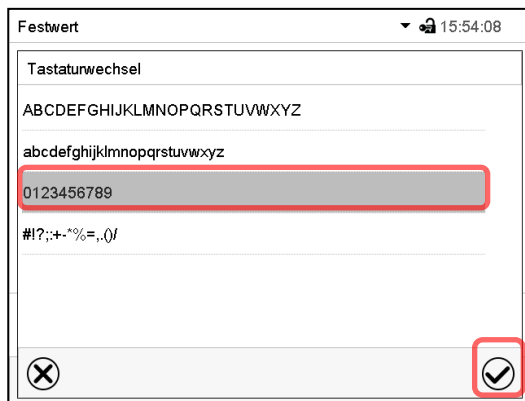 Festwert 15:54:08
Tastaturwechsel
ABCDEFGHIJKLMNOPQRSTUVWXYZ
abcdefghijklmnopqrstuvwxyz
0123456789
#!?;:+-*%=,.()/